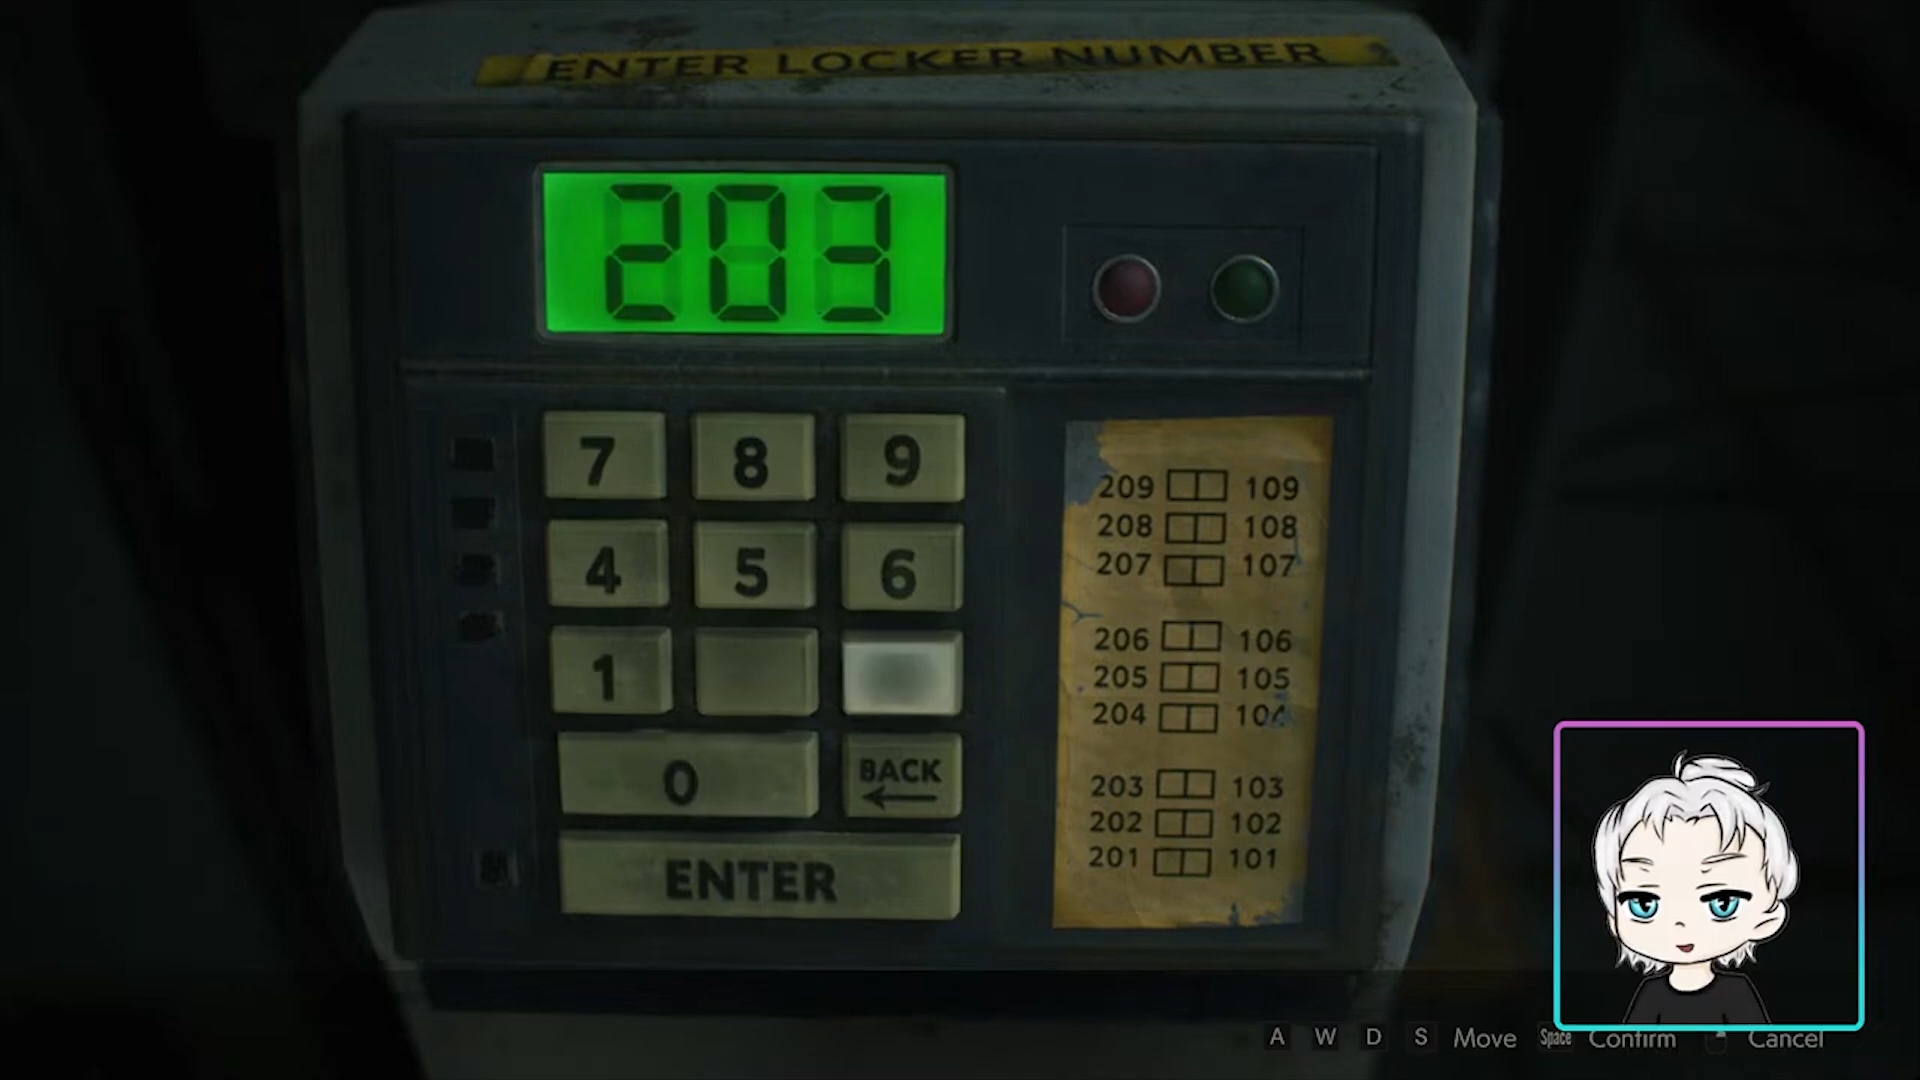 ENTER LOCKER NUMBER
203
7 8 9
4 5 6
1
0 BACK
ENTER
209 109
208 108
207 107
206 106
205 105
204 104
203 103
202 102
201 101
A W D S Move Space Confirm Cancel